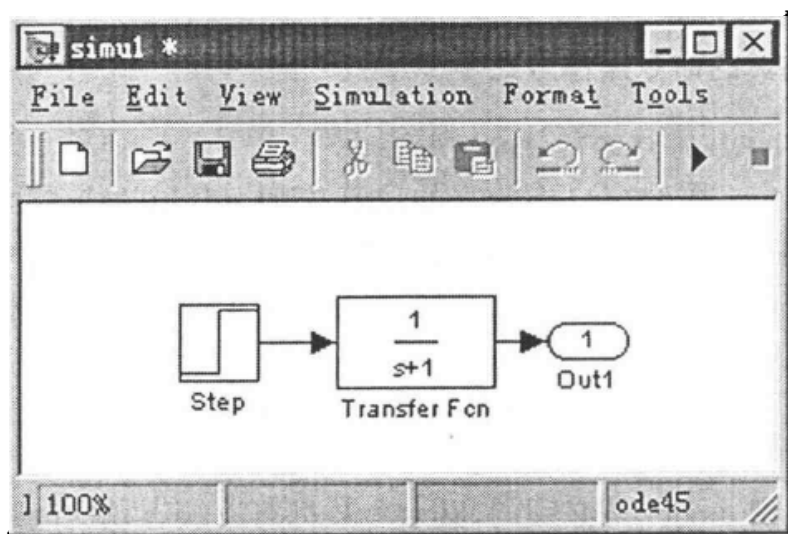 simul *
File Edit View Simulation Format Tools
1
s+1
1
Step
Transfer Fcn
Out1
100%
ode45